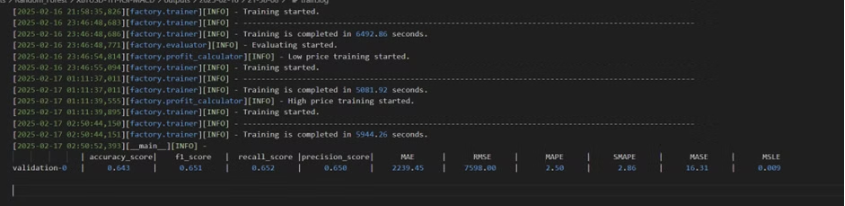 [2025-02-16 21:58:35,826][factory.trainer][INFO] - Training started.
[2025-02-16 23:46:48,683][factory.trainer][INFO] - ----------------------------------------------------------------
[2025-02-16 23:46:48,686][factory.trainer][INFO] - Training is completed in 6492.86 seconds.
[2025-02-16 23:46:48,771][factory.evaluator][INFO] - Evaluating started.
[2025-02-16 23:46:54,814][factory.profit_calculator][INFO] - Low price training started.
[2025-02-16 23:46:55,094][factory.trainer][INFO] - Training started.
[2025-02-17 01:11:37,011][factory.trainer][INFO] - ----------------------------------------------------------------
[2025-02-17 01:11:37,011][factory.trainer][INFO] - Training is completed in 5081.92 seconds.
[2025-02-17 01:11:39,555][factory.profit_calculator][INFO] - High price training started.
[2025-02-17 01:11:39,895][factory.trainer][INFO] - Training started.
[2025-02-17 02:50:44,150][factory.trainer][INFO] - ----------------------------------------------------------------
[2025-02-17 02:50:44,151][factory.trainer][INFO] - Training is completed in 5944.26 seconds.
[2025-02-17 02:50:52,393][__main__][INFO] -
| accuracy_score| f1_score | recall_score |precision_score| MAE | RMSE | MAPE | SMAPE | MASE | MSLE
validation-0 | 0.643 | 0.651 | 0.652 | 0.650 | 2239.45 | 7598.00 | 2.50 | 2.86 | 16.31 | 0.009